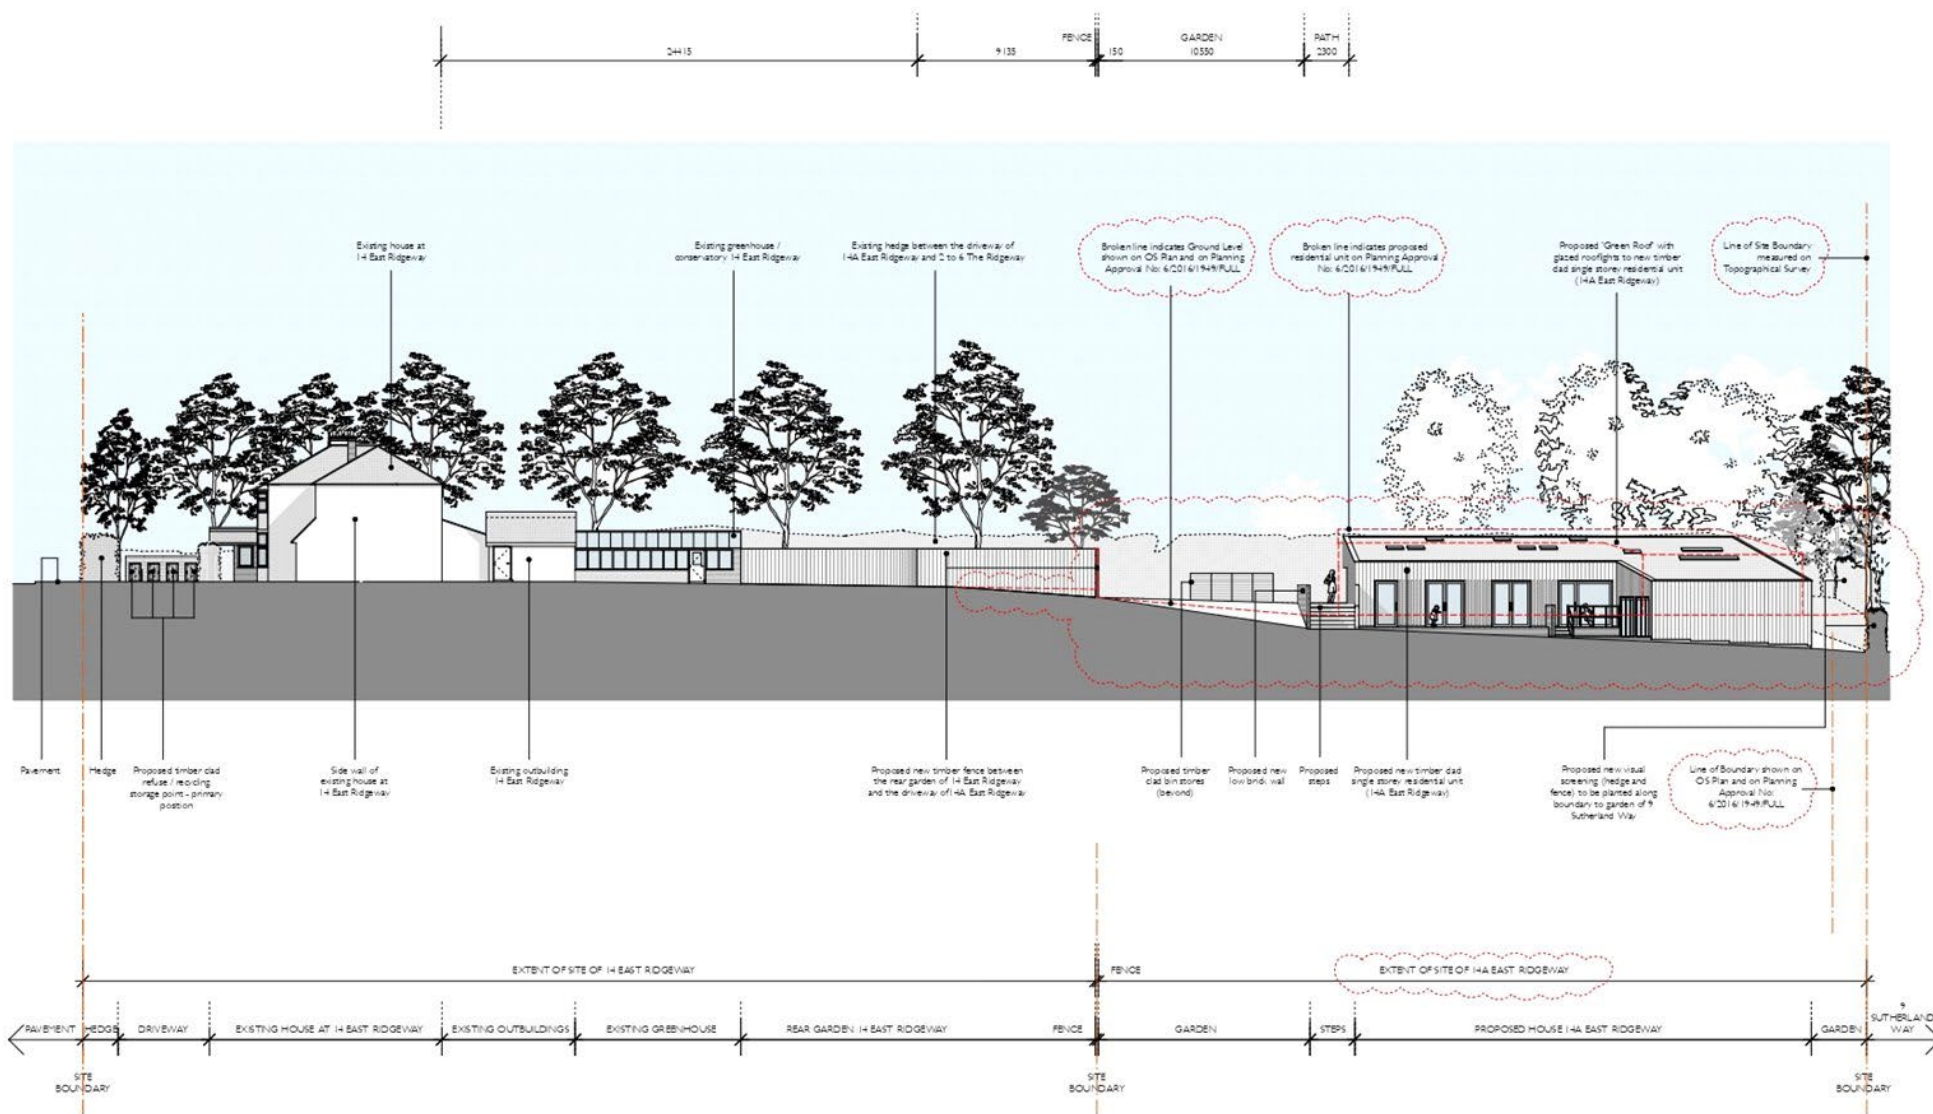 FENCE
GARDEN
PATH
24415
9135
150
10550
2300
Existing house at
14 East Ridgeway
Existing greenhouse /
conservatory 14 East Ridgeway
Existing hedge between the driveway of
14A East Ridgeway and 2 to 6 The Ridgeway
Broken line indicates Ground Level
shown on OS Plan and on Planning
Approval No: 6/2016/1949/FULL
Broken line indicates proposed
residential unit on Planning Approval
No: 6/2016/1949/FULL
Proposed 'Green Roof' with
glazed rooflights to new timber
clad single storey residential unit
(14A East Ridgeway)
Line of Site Boundary
measured on
Topographical Survey
Pavement
Hedge
Proposed timber clad
refuse / recycling
storage point - primary
position
Side wall of
existing house at
14 East Ridgeway
Existing outbuilding
14 East Ridgeway
Proposed new timber fence between
the rear garden of 14 East Ridgeway
and the driveway of 14A East Ridgeway
Proposed timber
clad bin stores
(beyond)
Proposed new
low brick wall
Proposed
steps
Proposed new timber clad
single storey residential unit
(14A East Ridgeway)
Proposed new visual
screening (hedge and
fence) to be planted along
boundary to garden of 9
Sutherland Way
Line of Boundary shown on
OS Plan and on Planning
Approval No:
6/2016/1949/FULL
EXTENT OF SITE OF 14 EAST RIDGEWAY
FENCE
EXTENT OF SITE OF 14A EAST RIDGEWAY
PAVEMENT
HEDGE
DRIVEWAY
EXISTING HOUSE AT 14 EAST RIDGEWAY
EXISTING OUTBUILDINGS
EXISTING GREENHOUSE
REAR GARDEN 14 EAST RIDGEWAY
FENCE
GARDEN
STEPS
PROPOSED HOUSE 14A EAST RIDGEWAY
GARDEN
9
SUTHERLAND
WAY
SITE
BOUNDARY
SITE
BOUNDARY
SITE
BOUNDARY